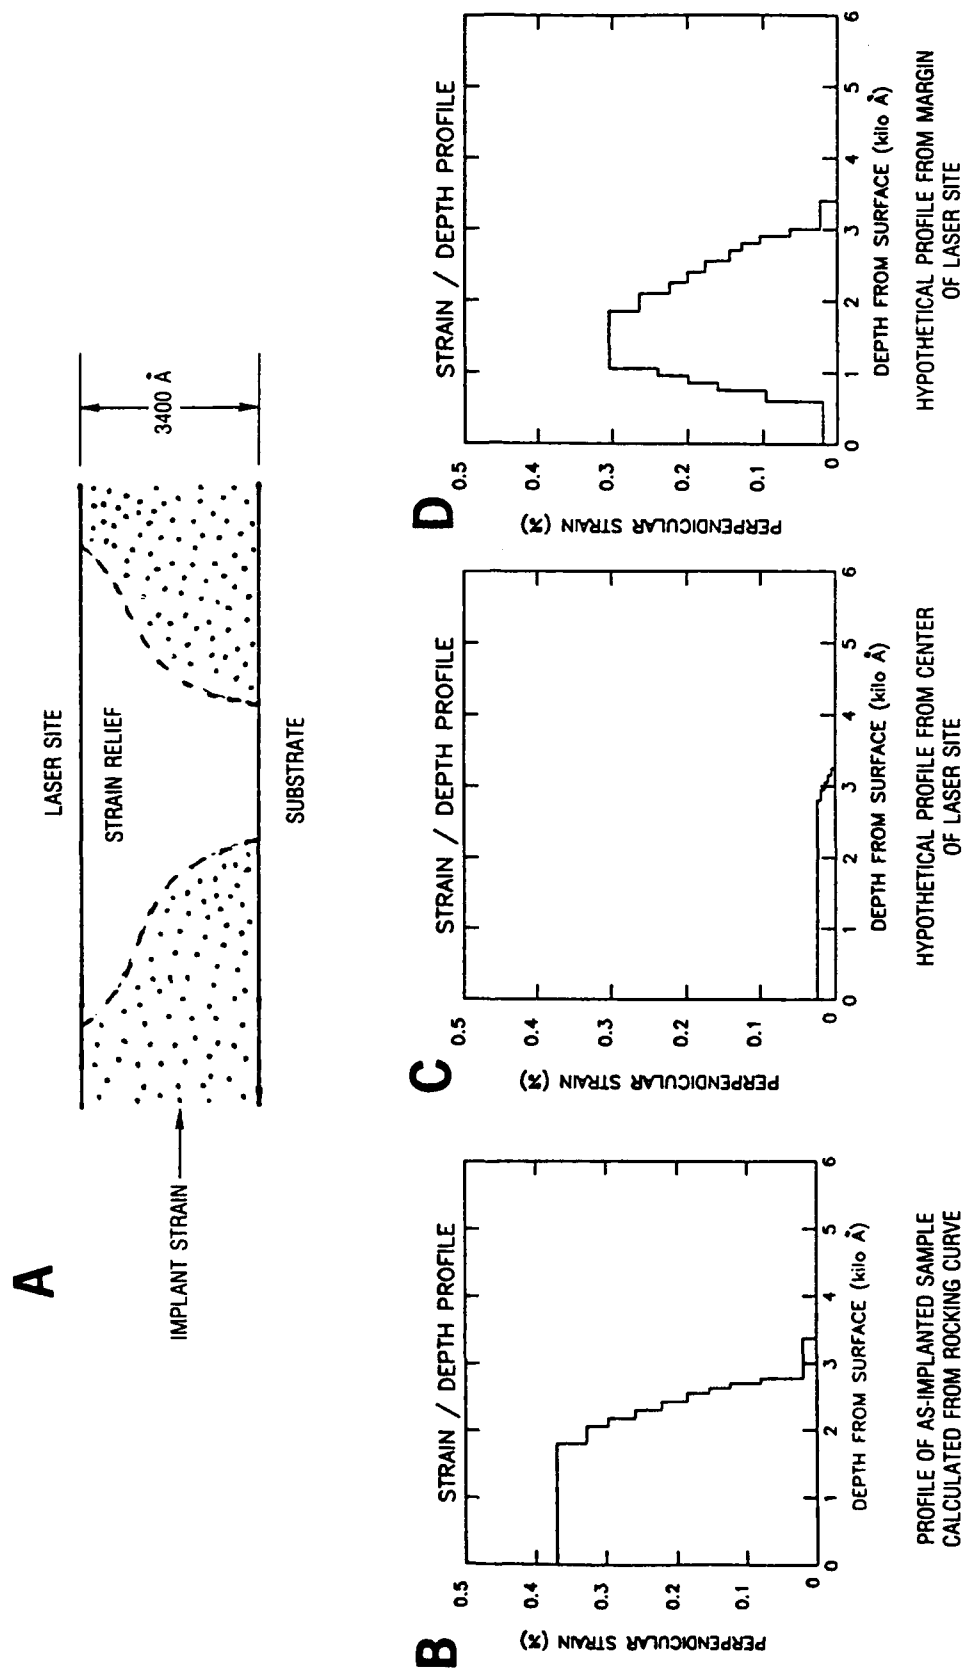 A
LASER SITE
STRAIN RELIEF
IMPLANT STRAIN
3400 Å
SUBSTRATE
B
STRAIN / DEPTH PROFILE
PERPENDICULAR STRAIN (%)
0.5
0.4
0.3
0.2
0.1
0
0 1 2 3 4 5 6
DEPTH FROM SURFACE (kilo Å)
PROFILE OF AS-IMPLANTED SAMPLE
CALCULATED FROM ROCKING CURVE
C
STRAIN / DEPTH PROFILE
PERPENDICULAR STRAIN (%)
0.5
0.4
0.3
0.2
0.1
0
0 1 2 3 4 5 6
DEPTH FROM SURFACE (kilo Å)
HYPOTHETICAL PROFILE FROM CENTER
OF LASER SITE
D
STRAIN / DEPTH PROFILE
PERPENDICULAR STRAIN (%)
0.5
0.4
0.3
0.2
0.1
0
0 1 2 3 4 5 6
DEPTH FROM SURFACE (kilo Å)
HYPOTHETICAL PROFILE FROM MARGIN
OF LASER SITE